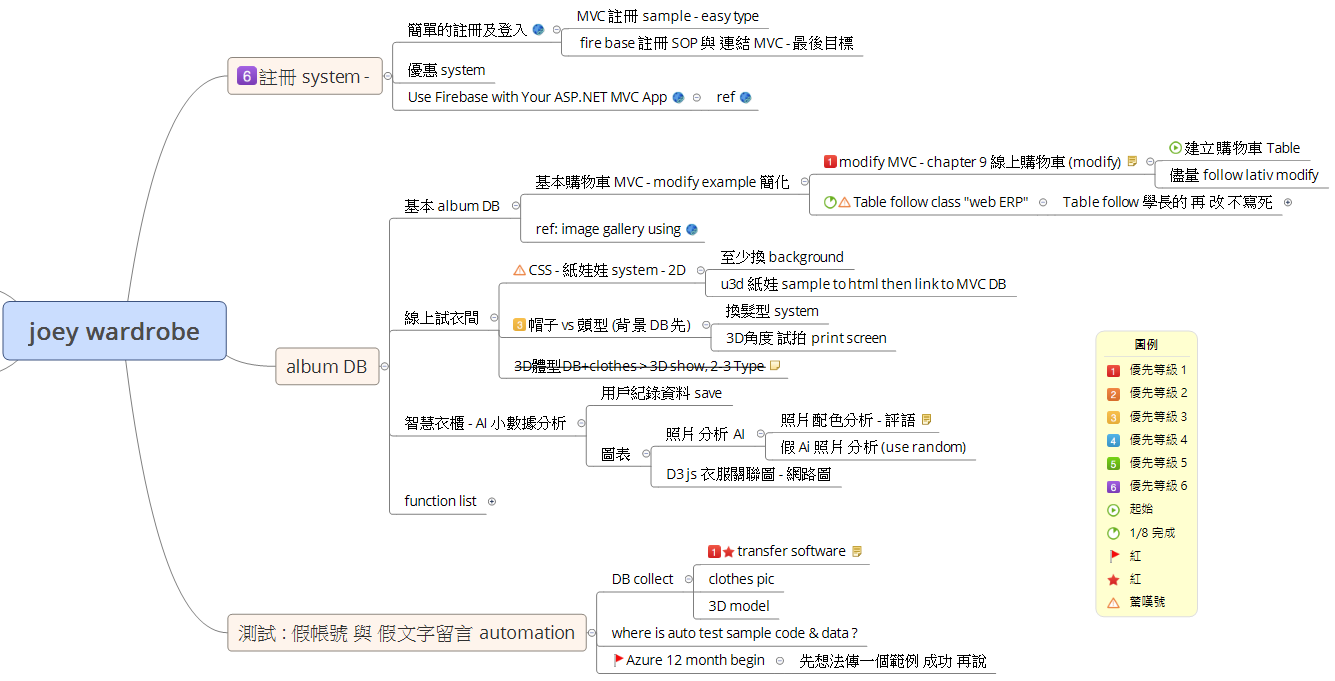 joey wardrobe
6 註冊 system -
簡單的註冊及登入
MVC 註冊 sample - easy type
fire base 註冊 SOP 與 連結 MVC - 最後目標
優惠 system
Use Firebase with Your ASP.NET MVC App
ref
album DB
基本 album DB
基本購物車 MVC - modify example 簡化
1 modify MVC - chapter 9 線上購物車 (modify)
建立購物車 Table
儘量 follow lativ modify
Table follow class "web ERP"
Table follow 學長的 再 改 不寫死
ref: image gallery using
線上試衣間
CSS - 紙娃娃 system - 2D
至少換 background
u3d 紙娃 sample to html then link to MVC DB
3 帽子 vs 頭型 (背景 DB 先)
換髮型 system
3D角度 試拍 print screen
3D體型 DB+clothes > 3D show, 2-3 Type
智慧衣櫃 - AI 小數據分析
用戶紀錄資料 save
圖表
照片 分析 AI
照片 配色分析 - 評語
假 Ai 照片 分析 (use random)
D3 js 衣服關聯圖 - 網路圖
function list
測試 : 假帳號 與 假文字留言 automation
DB collect
1 transfer software
clothes pic
3D model
where is auto test sample code & data ?
Azure 12 month begin
先想法傳一個範例 成功 再說
圖例
1 優先等級 1
2 優先等級 2
3 優先等級 3
4 優先等級 4
5 優先等級 5
6 優先等級 6
起始
1/8 完成
紅
紅
驚嘆號